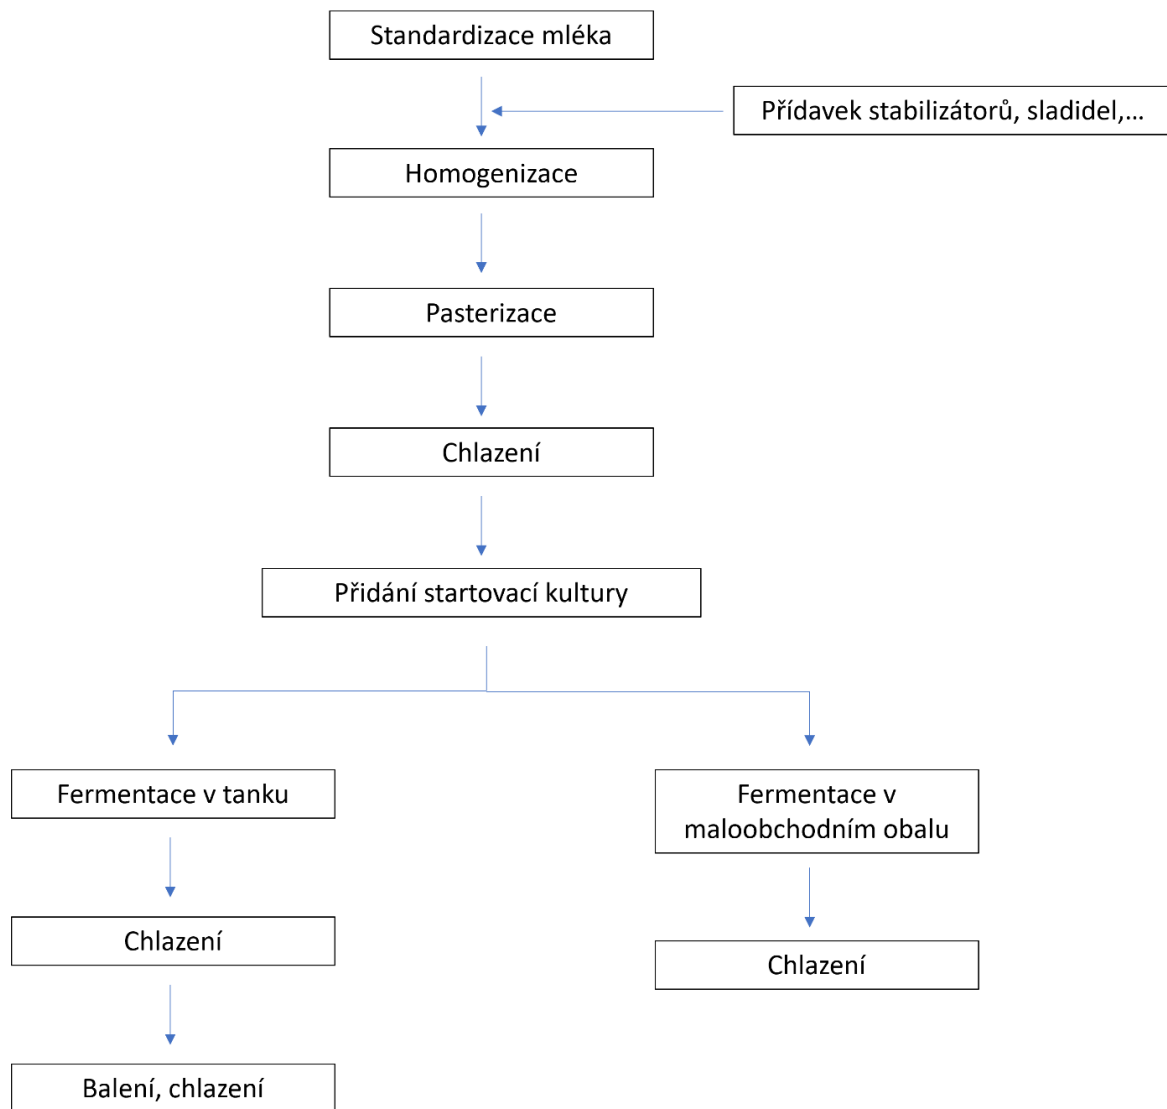 Standardizace mléka
Přídavek stabilizátorů, sladidel,…
Homogenizace
Pasterizace
Chlazení
Přidání startovací kultury
Fermentace v tanku
Chlazení
Balení, chlazení
Fermentace v
maloobchodním obalu
Chlazení